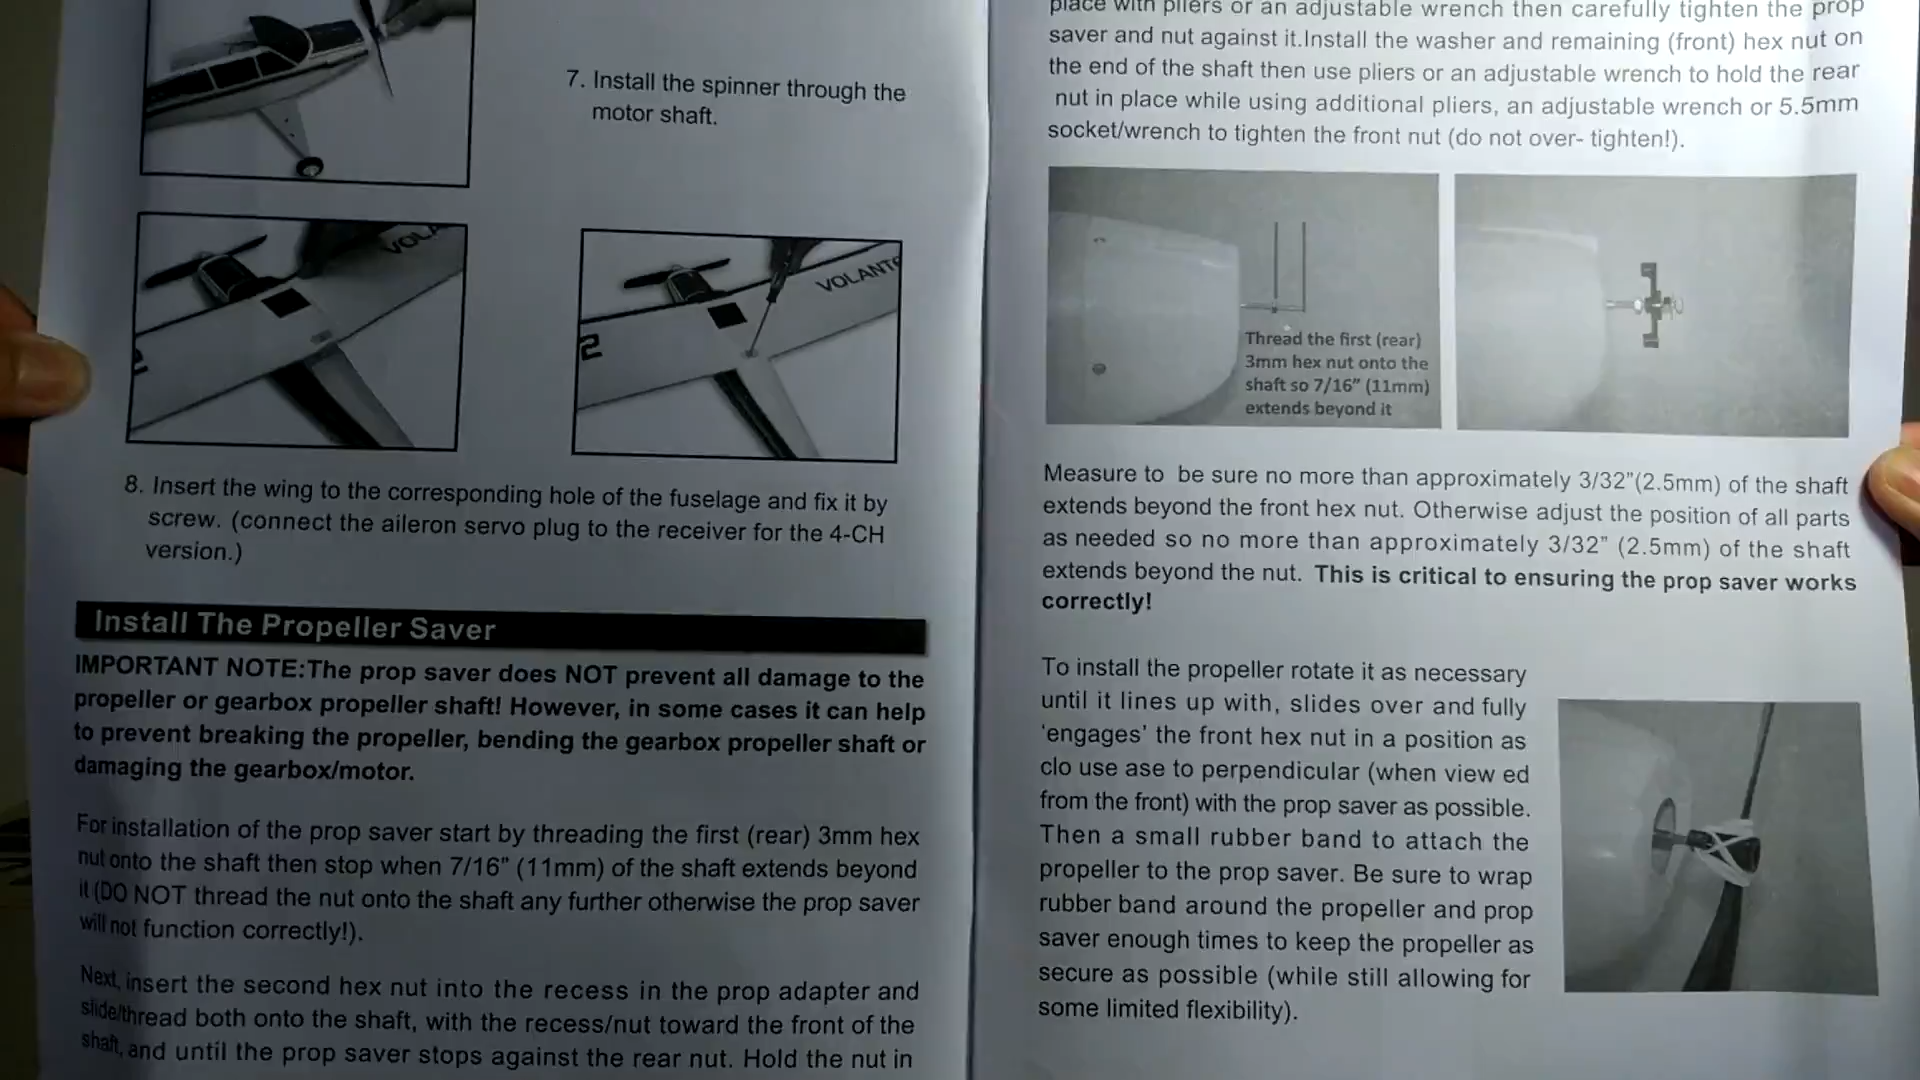 7. Install the spinner through the
motor shaft.
VOLA
VOLANT
2
8. Insert the wing to the corresponding hole of the fuselage and fix it by
screw. (connect the aileron servo plug to the receiver for the 4-CH
version.)
Install The Propeller Saver
IMPORTANT NOTE:The prop saver does NOT prevent all damage to the
propeller or gearbox propeller shaft! However, in some cases it can help
to prevent breaking the propeller, bending the gearbox propeller shaft or
damaging the gearbox/motor.
For installation of the prop saver start by threading the first (rear) 3mm hex
nut onto the shaft then stop when 7/16” (11mm) of the shaft extends beyond
it (DO NOT thread the nut onto the shaft any further otherwise the prop saver
will not function correctly!).
Next, insert the second hex nut into the recess in the prop adapter and
slide/thread both onto the shaft, with the recess/nut toward the front of the
shaft, and until the prop saver stops against the rear nut. Hold the nut in
place with pliers or an adjustable wrench then carefully tighten the prop
saver and nut against it.Install the washer and remaining (front) hex nut on
the end of the shaft then use pliers or an adjustable wrench to hold the rear
nut in place while using additional pliers, an adjustable wrench or 5.5mm
socket/wrench to tighten the front nut (do not over- tighten!).
Thread the first (rear)
3mm hex nut onto the
shaft so 7/16” (11mm)
extends beyond it
Measure to be sure no more than approximately 3/32”(2.5mm) of the shaft
extends beyond the front hex nut. Otherwise adjust the position of all parts
as needed so no more than approximately 3/32” (2.5mm) of the shaft
extends beyond the nut. This is critical to ensuring the prop saver works
correctly!
To install the propeller rotate it as necessary
until it lines up with, slides over and fully
‘engages’ the front hex nut in a position as
clo use ase to perpendicular (when view ed
from the front) with the prop saver as possible.
Then a small rubber band to attach the
propeller to the prop saver. Be sure to wrap
rubber band around the propeller and prop
saver enough times to keep the propeller as
secure as possible (while still allowing for
some limited flexibility).